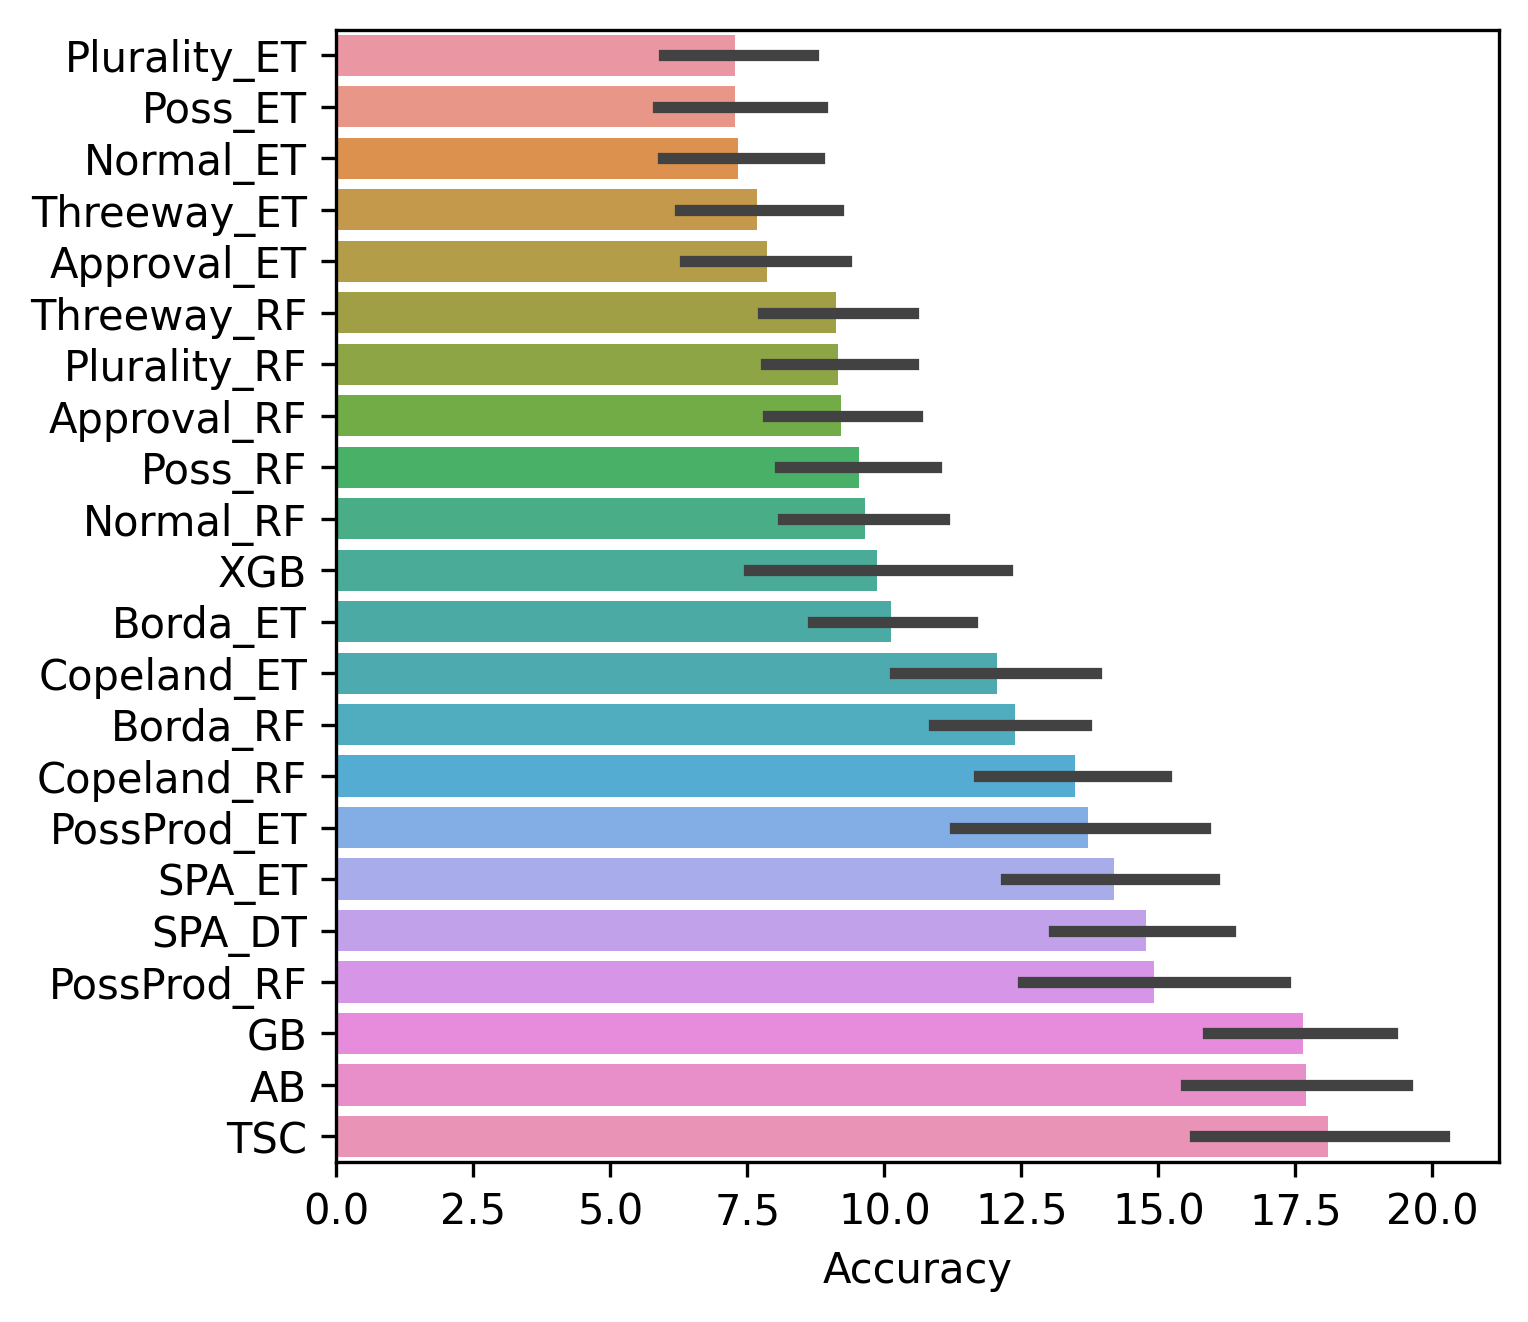 Plurality_ET
Poss_ET
Normal_ET
Threeway_ET
Approval_ET
Threeway_RF
Plurality_RF
Approval_RF
Poss_RF
Normal_RF
XGB
Borda_ET
Copeland_ET
Borda_RF
Copeland_RF
PossProd_ET
SPA_ET
SPA_DT
PossProd_RF
GB
AB
TSC
0.0 2.5 5.0 7.5 10.0 12.5 15.0 17.5 20.0
Accuracy